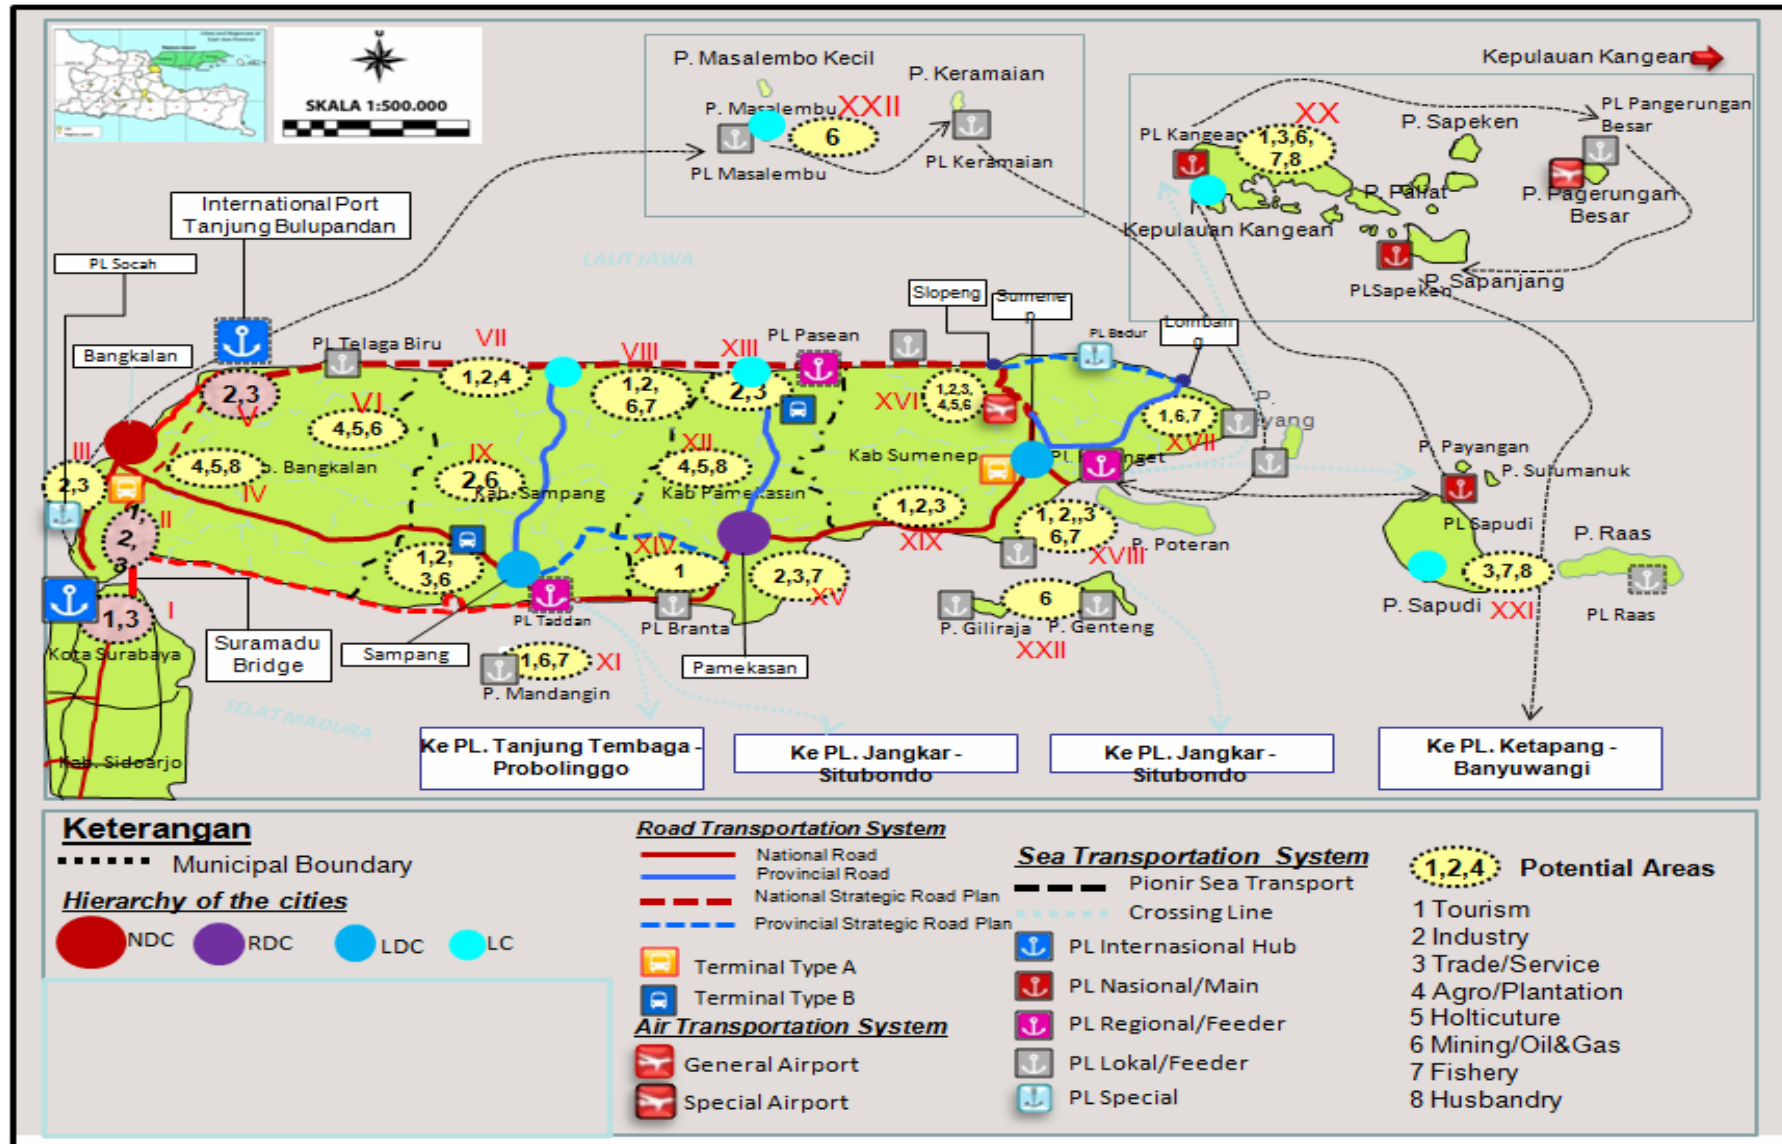 SKALA 1:500.000
P. Masalembo Kecil
P. Keramaian
P. Masalembu
XXII
6
PL Masalembu
PL Keramaian
Kepulauan Kangean
PL Kangean
XX
1,3,6,
7,8
P. Sapeken
PL Pangerungan
Besar
P. Paliat
P. Pagerungan
Besar
Kepulauan Kangean
P. Sapanjang
PLSapeken
International Port
Tanjung Bulupandan
PL Socah
LAUT JAWA
Slopeng
Sumenep
Lombang
Bangkalan
PL Telaga Biru
VII
VIII
XIII
PL Pasean
PL Badur
1,2,4
1,2,
6,7
2,3
1,2,3,
4,5,6
XVI
1,6,7
XVII
2,3
V
VI
4,5,6
III
4,5,8
b. Bangkalan
IV
2,3
IX
2,6
Kab. Sampang
XII
4,5,8
Kab Pamekasan
Kab Sumenep
P. Payangan
P. Sulumanuk
PL Sapudi
II
1
2,
3
1,2,3
XIX
1, 2,,3
6,7
XVIII
P. Poteran
P. Raas
1,2,
3,6
XIV
1
2,3,7
XV
3,7,8
XXI
P. Sapudi
PL Raas
I
1,3
Kota Surabaya
Suramadu
Bridge
Sampang
PL Taddan
PL Branta
Pamekasan
P. Giliraja
6
P. Genteng
XXII
1,6,7
XI
P. Mandangin
SELAT MADURA
Kab. Sidoarjo
Ke PL. Tanjung Tembaga -
Probolinggo
Ke PL. Jangkar -
Situbondo
Ke PL. Jangkar -
Situbondo
Ke PL. Ketapang -
Banyuwangi
Keterangan
Municipal Boundary
Hierarchy of the cities
NDC
RDC
LDC
LC
Road Transportation System
National Road
Provincial Road
National Strategic Road Plan
Provincial Strategic Road Plan
Terminal Type A
Terminal Type B
Air Transportation System
General Airport
Special Airport
Sea Transportation System
Pionir Sea Transport
Crossing Line
PL Internasional Hub
PL Nasional/Main
PL Regional/Feeder
PL Lokal/Feeder
PL Special
1,2,4
Potential Areas
1 Tourism
2 Industry
3 Trade/Service
4 Agro/Plantation
5 Holticuture
6 Mining/Oil&Gas
7 Fishery
8 Husbandry